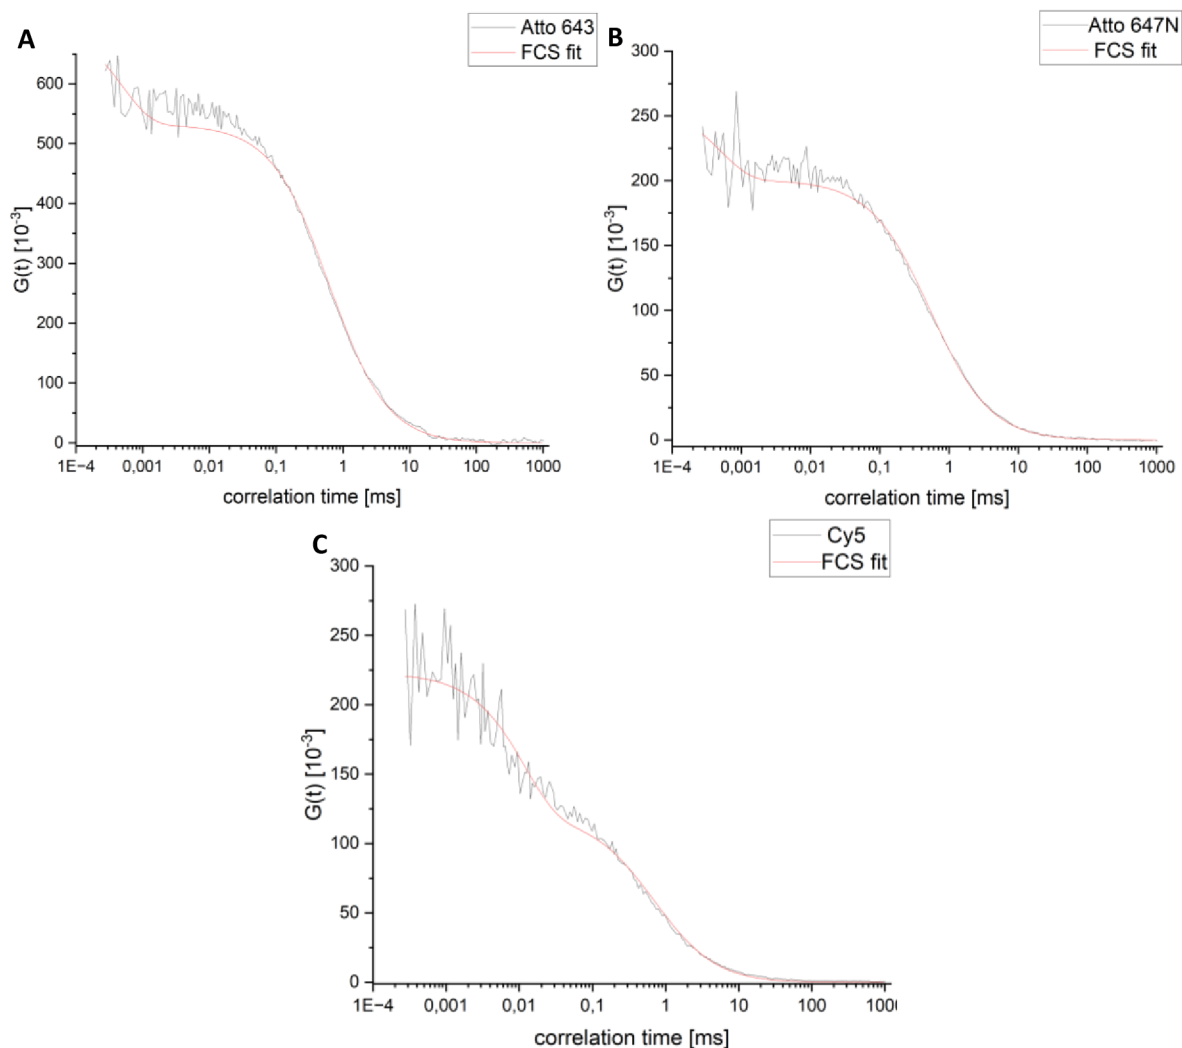 A
Atto 643
FCS fit
600
500
400
300
200
100
0
G(t) [10⁻³]
1E−4 0,001 0,01 0,1 1 10 100 1000
correlation time [ms]
B
Atto 647N
FCS fit
300
250
200
150
100
50
0
G(t) [10⁻³]
1E−4 0,001 0,01 0,1 1 10 100 1000
correlation time [ms]
C
Cy5
FCS fit
300
250
200
150
100
50
0
G(t) [10⁻³]
1E−4 0,001 0,01 0,1 1 10 100 1000
correlation time [ms]